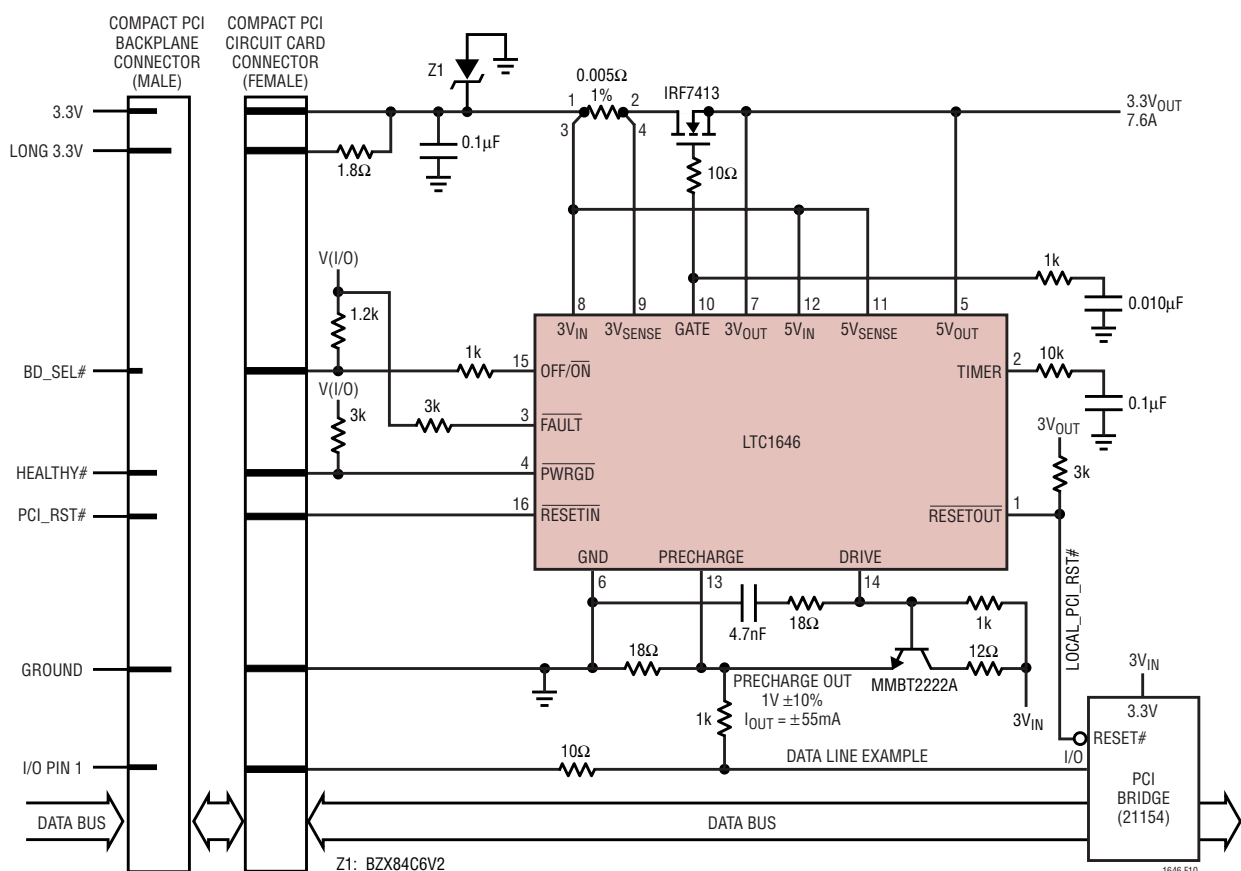 COMPACT PCI
BACKPLANE
CONNECTOR
(MALE)
COMPACT PCI
CIRCUIT CARD
CONNECTOR
(FEMALE)
Z1
0.005Ω
1%
1
2
3
4
IRF7413
3.3V
3.3VOUT
7.6A
LONG 3.3V
1.8Ω
0.1µF
10Ω
V(I/O)
1.2k
1k
0.010µF
8
9
10
7
12
11
5
3VIN
3VSENSE
GATE
3VOUT
5VIN
5VSENSE
5VOUT
BD_SEL#
1k
15
OFF/ON
TIMER
2
10k
0.1µF
V(I/O)
3k
3k
3
FAULT
LTC1646
3VOUT
3k
HEALTHY#
4
PWRGD
PCI_RST#
16
RESETIN
RESETOUT
1
GND
PRECHARGE
DRIVE
6
13
14
4.7nF
18Ω
1k
LOCAL_PCI_RST#
GROUND
18Ω
12Ω
MMBT2222A
PRECHARGE OUT
1V ±10%
IOUT = ±55mA
1k
3VIN
3VIN
3.3V
RESET#
I/O
I/O PIN 1
10Ω
DATA LINE EXAMPLE
PCI
BRIDGE
(21154)
DATA BUS
DATA BUS
Z1: BZX84C6V2
1646 F10